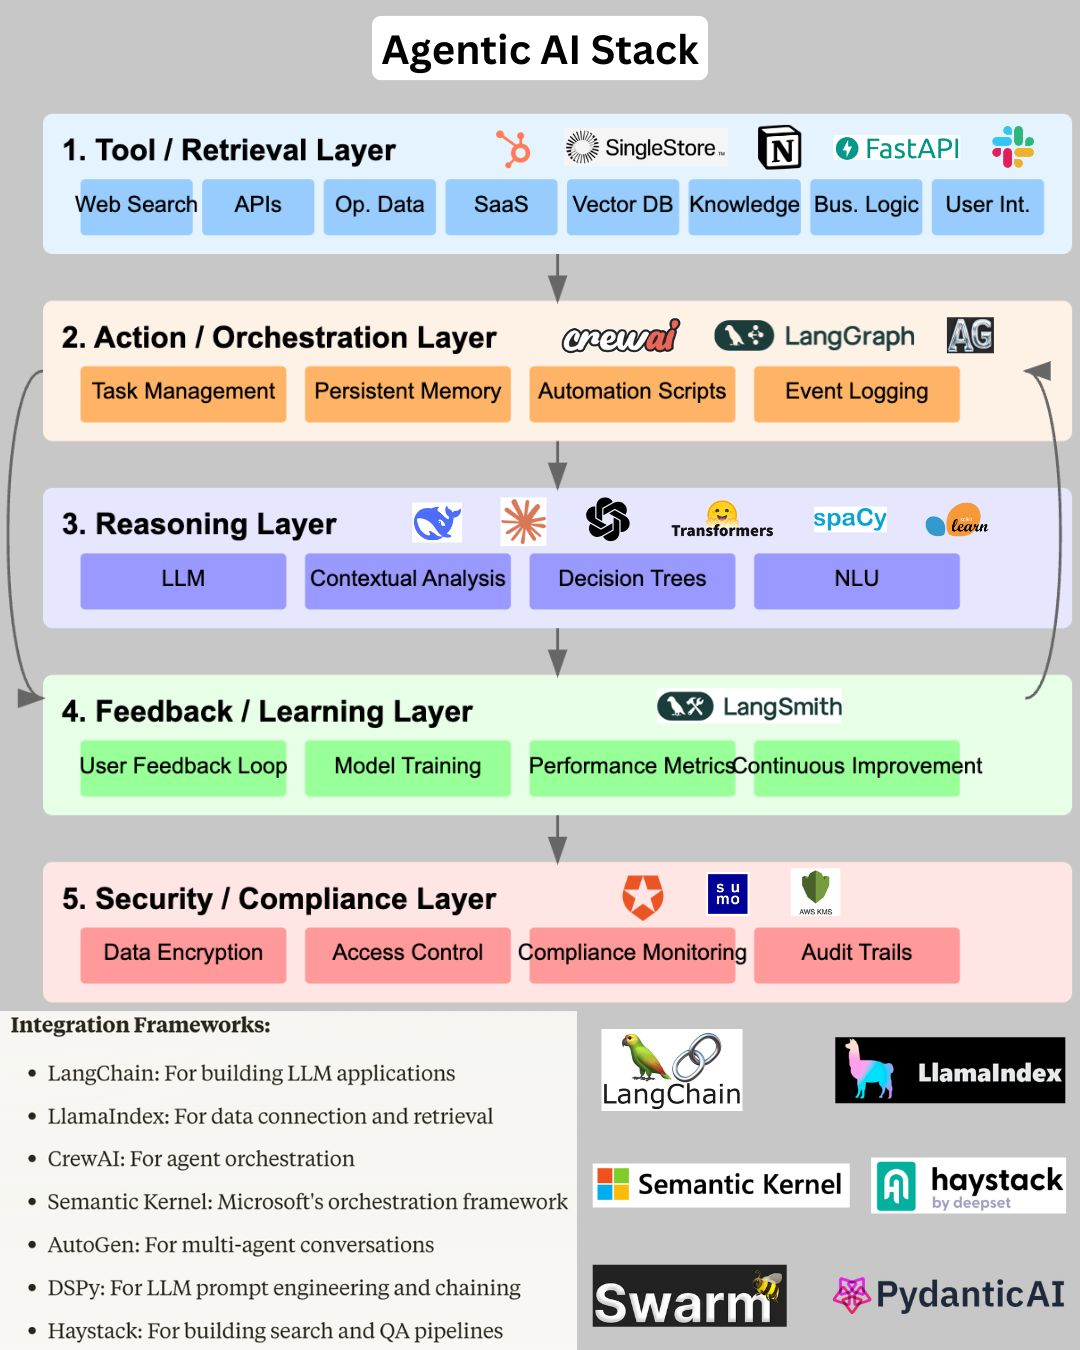 Agentic AI Stack
1. Tool / Retrieval Layer
SingleStore™
N
FastAPI
Web Search
APIs
Op. Data
SaaS
Vector DB
Knowledge
Bus. Logic
User Int.
2. Action / Orchestration Layer
crewai
LangGraph
AG
Task Management
Persistent Memory
Automation Scripts
Event Logging
3. Reasoning Layer
Transformers
spaCy
learn
LLM
Contextual Analysis
Decision Trees
NLU
4. Feedback / Learning Layer
LangSmith
User Feedback Loop
Model Training
Performance Metrics
Continuous Improvement
5. Security / Compliance Layer
su
mo
AWS KMS
Data Encryption
Access Control
Compliance Monitoring
Audit Trails
Integration Frameworks:
• LangChain: For building LLM applications
• LlamaIndex: For data connection and retrieval
• CrewAI: For agent orchestration
• Semantic Kernel: Microsoft's orchestration framework
• AutoGen: For multi-agent conversations
• DSPy: For LLM prompt engineering and chaining
• Haystack: For building search and QA pipelines
LangChain
LlamaIndex
Semantic Kernel
haystack
by deepset
Swarm
PydanticAI